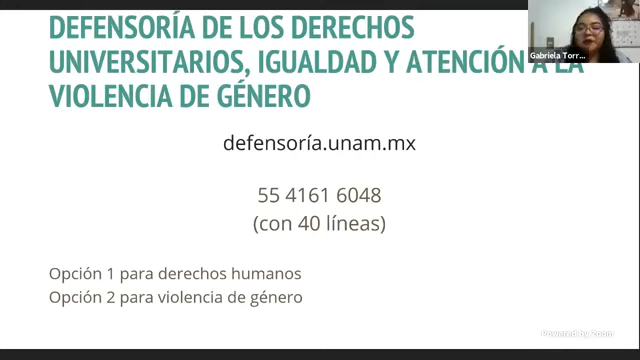 DEFENSORÍA DE LOS DERECHOS
UNIVERSITARIOS, IGUALDAD Y ATENCIÓN A LA
VIOLENCIA DE GÉNERO
Gabriela Torr...
defensoría.unam.mx
55 4161 6048
(con 40 líneas)
Opción 1 para derechos humanos
Opción 2 para violencia de género
Powered by Zoom